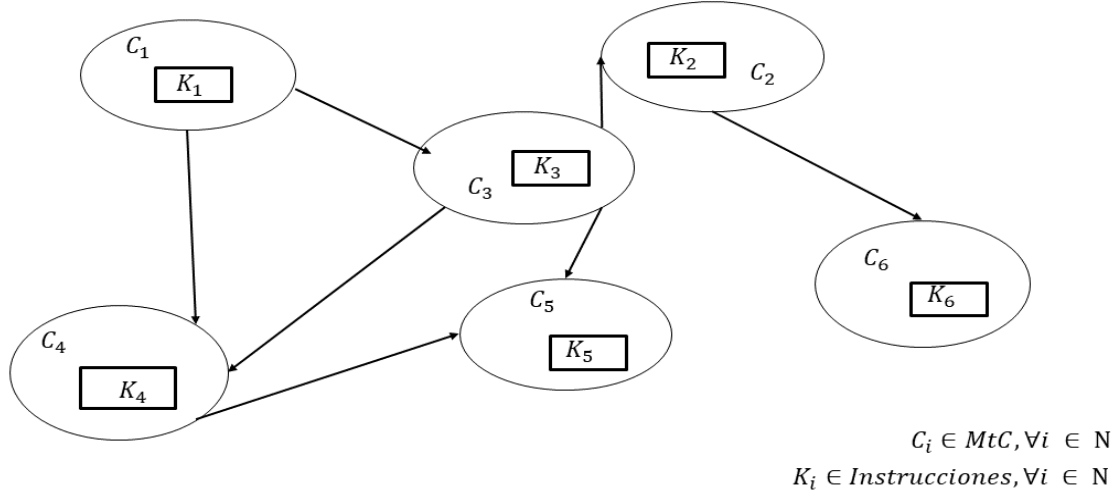 C₁
K₁
K₂
C₂
K₃
C₃
C₆
K₆
C₅
K₅
C₄
K₄
Cᵢ ∈ MtC, ∀i ∈ N
Kᵢ ∈ Instrucciones, ∀i ∈ N